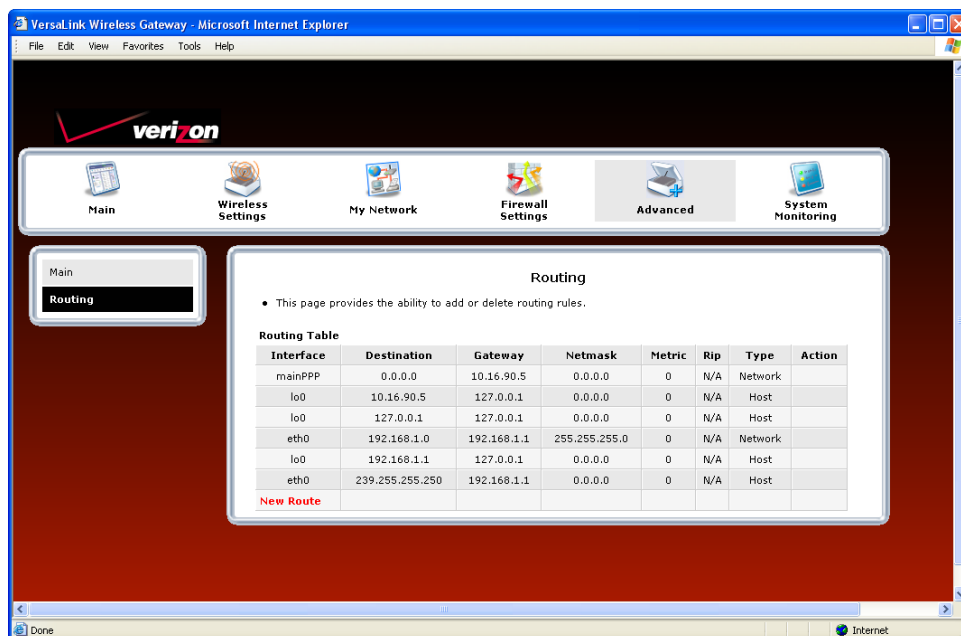 VersaLink Wireless Gateway - Microsoft Internet Explorer
File Edit View Favorites Tools Help
verizon
Main
Wireless Settings
My Network
Firewall Settings
Advanced
System Monitoring
Main
Routing
Routing
• This page provides the ability to add or delete routing rules.
Routing Table
Interface Destination Gateway Netmask Metric Rip Type Action
mainPPP 0.0.0.0 10.16.90.5 0.0.0.0 0 N/A Network
lo0 10.16.90.5 127.0.0.1 0.0.0.0 0 N/A Host
lo0 127.0.0.1 127.0.0.1 0.0.0.0 0 N/A Host
eth0 192.168.1.0 192.168.1.1 255.255.255.0 0 N/A Network
lo0 192.168.1.1 127.0.0.1 0.0.0.0 0 N/A Host
eth0 239.255.255.250 192.168.1.1 0.0.0.0 0 N/A Host
New Route
Done
Internet